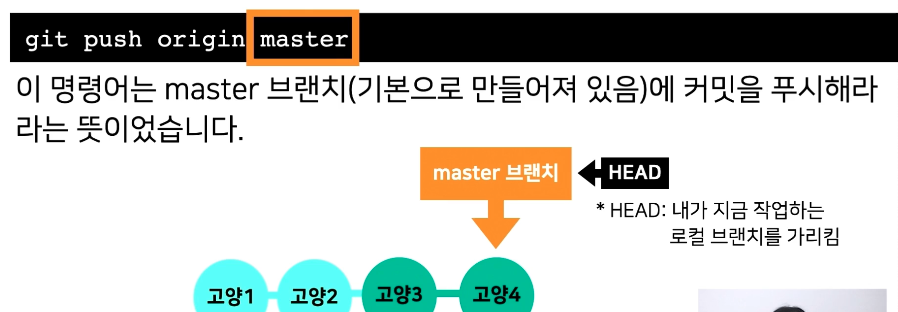 git push origin master
이 명령어는 master 브랜치(기본으로 만들어져 있음)에 커밋을 푸시해라
라는 뜻이었습니다.
master 브랜치
HEAD
* HEAD: 내가 지금 작업하는
로컬 브랜치를 가리킴
고양1
고양2
고양3
고양4